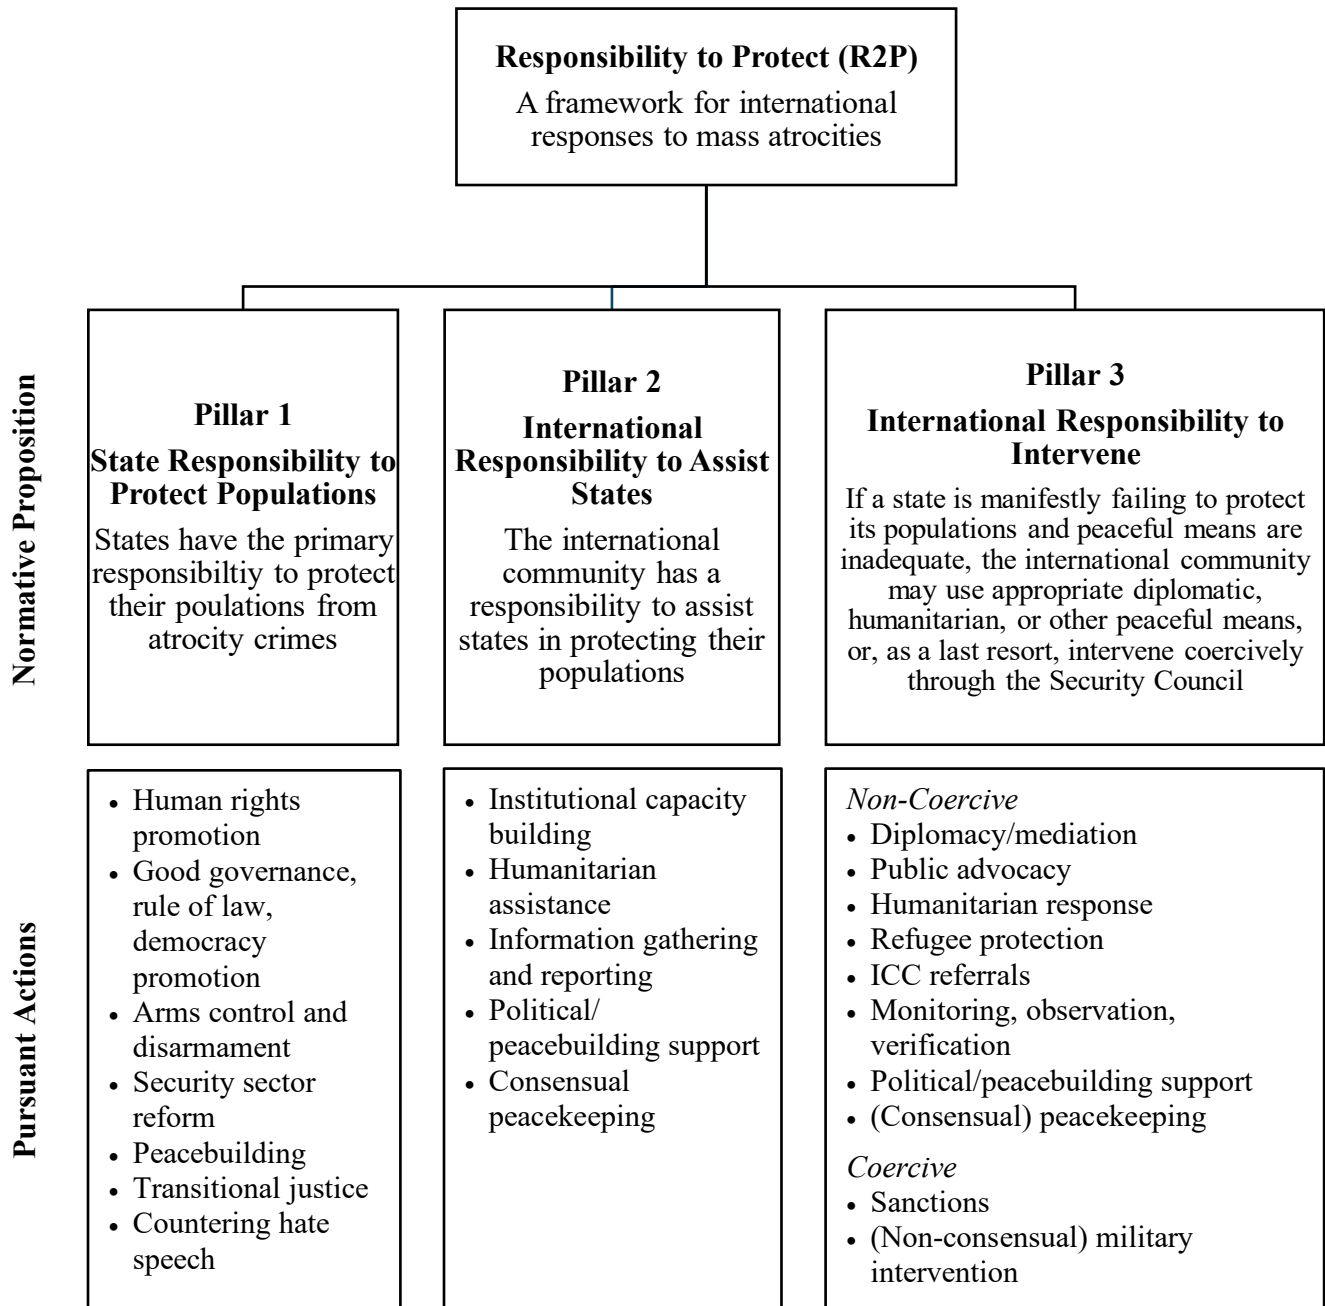 Responsibility to Protect (R2P)
A framework for international
responses to mass atrocities
Normative Proposition
Pillar 1
State Responsibility to
Protect Populations
States have the primary
responsibiltiy to protect
their poulations from
atrocity crimes
Pillar 2
International
Responsibility to Assist
States
The international
community has a
responsibility to assist
states in protecting their
populations
Pillar 3
International Responsibility to
Intervene
If a state is manifestly failing to protect
its populations and peaceful means are
inadequate, the international community
may use appropriate diplomatic,
humanitarian, or other peaceful means,
or, as a last resort, intervene coercively
through the Security Council
Pursuant Actions
• Human rights
promotion
• Good governance,
rule of law,
democracy
promotion
• Arms control and
disarmament
• Security sector
reform
• Peacebuilding
• Transitional justice
• Countering hate
speech
• Institutional capacity
building
• Humanitarian
assistance
• Information gathering
and reporting
• Political/
peacebuilding support
• Consensual
peacekeeping
Non-Coercive
• Diplomacy/mediation
• Public advocacy
• Humanitarian response
• Refugee protection
• ICC referrals
• Monitoring, observation,
verification
• Political/peacebuilding support
• (Consensual) peacekeeping
Coercive
• Sanctions
• (Non-consensual) military
intervention